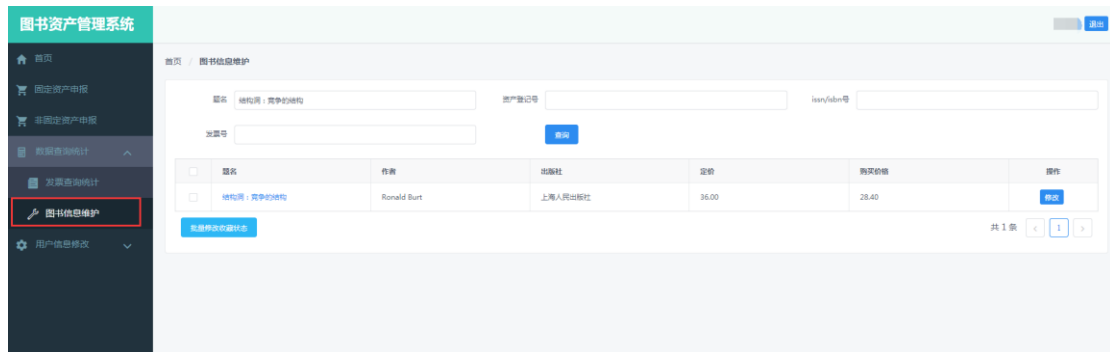 图书资产管理系统
退出
首页
固定资产申报
非固定资产申报
数据查询统计
发票查询统计
图书信息维护
用户信息修改
首页 / 图书信息维护
题名 结构洞：竞争的结构 资产登记号 issn/isbn号
发票号 查询
题名 作者 出版社 定价 购买价格 操作
结构洞：竞争的结构 Ronald Burt 上海人民出版社 36.00 28.40 修改
批量修改收藏状态 共 1 条 < 1 >